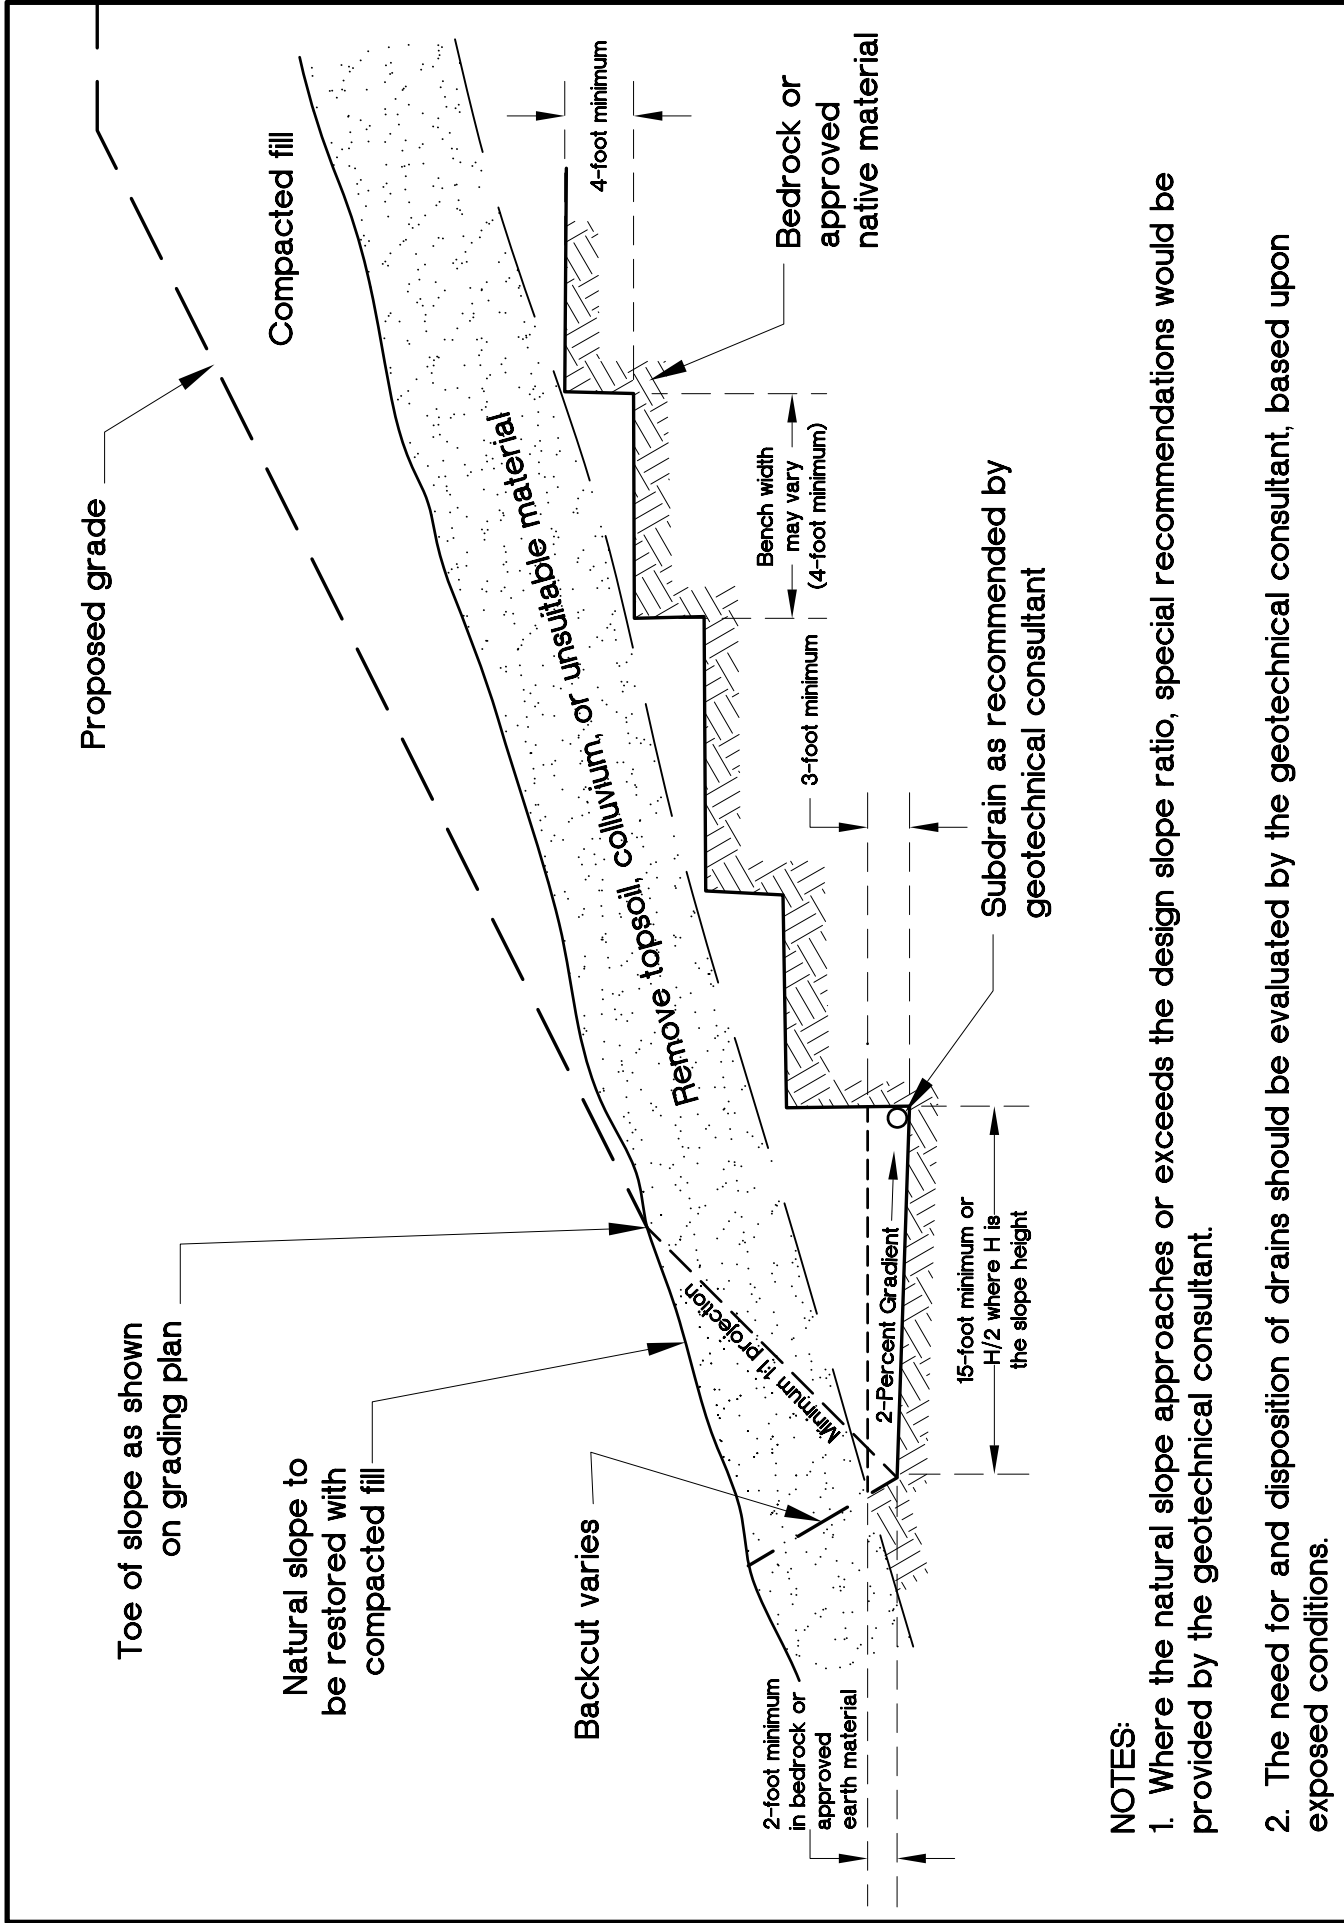 Proposed grade
Compacted fill
Toe of slope as shown
on grading plan
Natural slope to
be restored with
compacted fill
Backcut varies
Remove topsoil, colluvium, or unsuitable material
Minimum 1:1 projection
4-foot minimum
Bedrock or
approved
native material
Bench width
may vary
(4-foot minimum)
3-foot minimum
Subdrain as recommended by
geotechnical consultant
2-Percent Gradient
15-foot minimum or
H/2 where H is
the slope height
2-foot minimum
in bedrock or
approved
earth material
NOTES:
1. Where the natural slope approaches or exceeds the design slope ratio, special recommendations would be
provided by the geotechnical consultant.
2. The need for and disposition of drains should be evaluated by the geotechnical consultant, based upon
exposed conditions.